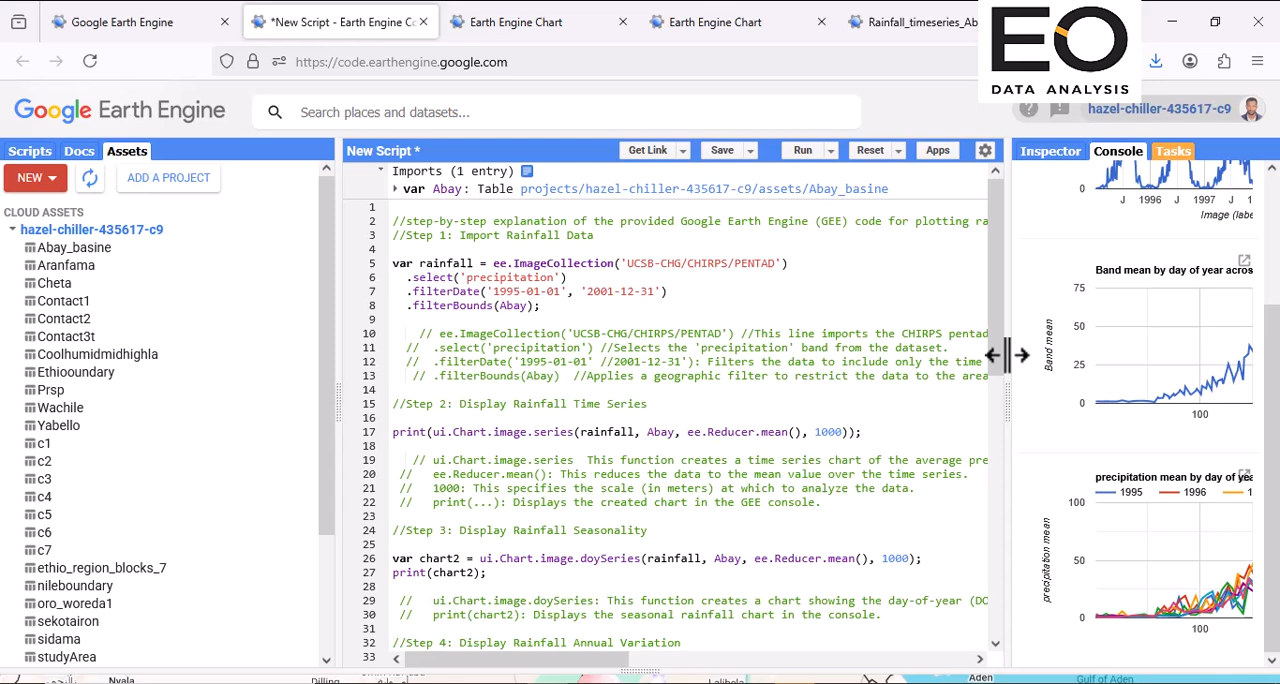 Google Earth Engine
*New Script - Earth Engine Co
Earth Engine Chart
Earth Engine Chart
Rainfall_timeseries_Ab
EO
DATA ANALYSIS
https://code.earthengine.google.com
Google Earth Engine
Search places and datasets...
hazel-chiller-435617-c9
Scripts
Docs
Assets
NEW
ADD A PROJECT
CLOUD ASSETS
hazel-chiller-435617-c9
Abay_basine
Aranfama
Cheta
Contact1
Contact2
Contact3t
Coolhumidmidhighla
Ethiooundary
Prsp
Wachile
Yabello
c1
c2
c3
c4
c5
c6
c7
ethio_region_blocks_7
nileboundary
oro_woreda1
sekotairon
sidama
studyArea
New Script *
Get Link
Save
Run
Reset
Apps
Imports (1 entry)
var Abay: Table projects/hazel-chiller-435617-c9/assets/Abay_basine
1
2 //step-by-step explanation of the provided Google Earth Engine (GEE) code for plotting ra
3 //Step 1: Import Rainfall Data
4
5 var rainfall = ee.ImageCollection('UCSB-CHG/CHIRPS/PENTAD')
6 .select('precipitation')
7 .filterDate('1995-01-01', '2001-12-31')
8 .filterBounds(Abay);
9
10 // ee.ImageCollection('UCSB-CHG/CHIRPS/PENTAD') //This line imports the CHIRPS pentad
11 // .select('precipitation') //Selects the 'precipitation' band from the dataset.
12 // .filterDate('1995-01-01' //2001-12-31'): Filters the data to include only the time
13 // .filterBounds(Abay) //Applies a geographic filter to restrict the data to the area
14
15 //Step 2: Display Rainfall Time Series
16
17 print(ui.Chart.image.series(rainfall, Abay, ee.Reducer.mean(), 1000));
18
19 // ui.Chart.image.series This function creates a time series chart of the average pre
20 // ee.Reducer.mean(): This reduces the data to the mean value over the time series.
21 // 1000: This specifies the scale (in meters) at which to analyze the data.
22 // print(...): Displays the created chart in the GEE console.
23
24 //Step 3: Display Rainfall Seasonality
25
26 var chart2 = ui.Chart.image.doySeries(rainfall, Abay, ee.Reducer.mean(), 1000);
27 print(chart2);
28
29 // ui.Chart.image.doySeries: This function creates a chart showing the day-of-year (DO
30 // print(chart2): Displays the seasonal rainfall chart in the console.
31
32 //Step 4: Display Rainfall Annual Variation
33
Inspector
Console
Tasks
0
J 1996 J 1997 J 1
Image (labe
Band mean by day of year acros
75
50
25
0
Band mean
100
precipitation mean by day of yea
1995 1996 1
100
50
0
precipitation mean
100
Nyala
Lalibela
Aden
Gulf of Aden